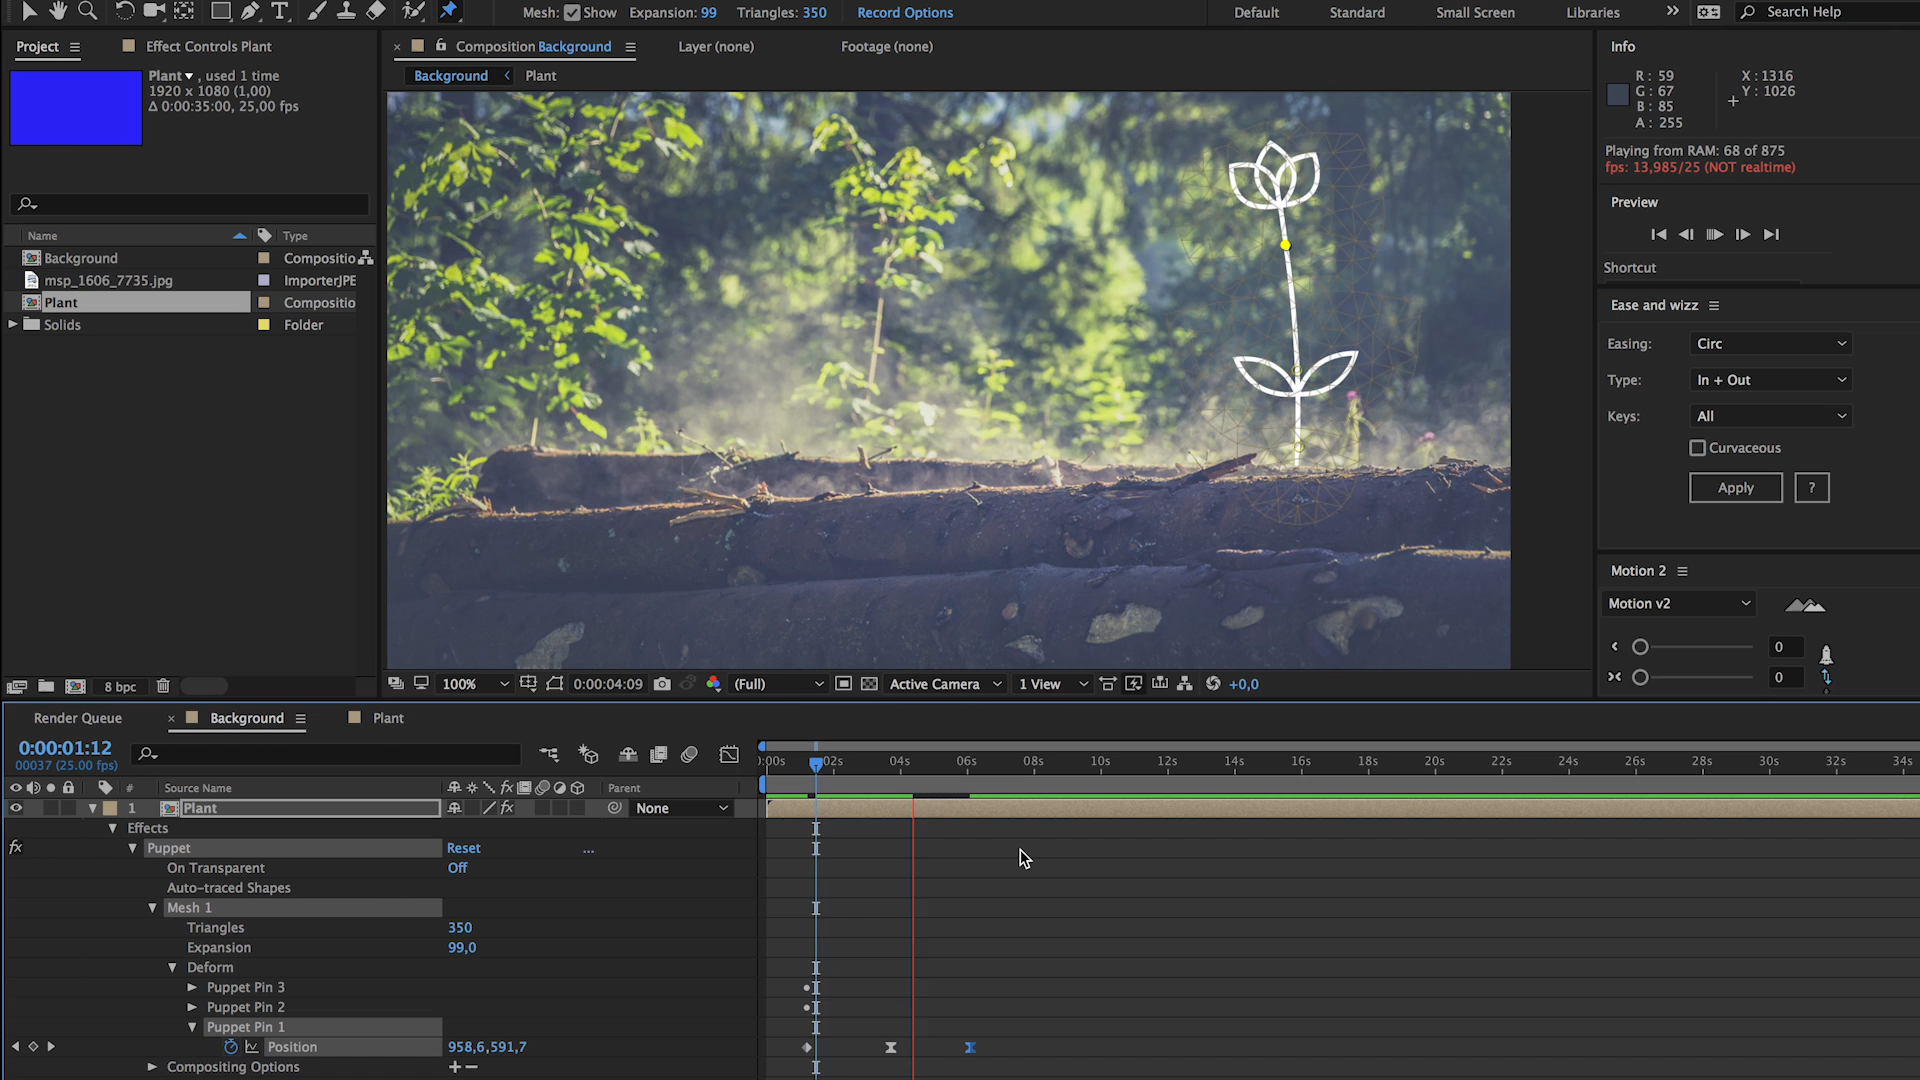 Mesh: Show Expansion: 99 Triangles: 350 Record Options Default Standard Small Screen Libraries Search Help
Project Effect Controls Plant
Plant, used 1 time
1920 x 1080 (1,00)
Δ 0:00:35:00, 25,00 fps
Name Type
Background Compositio
msp_1606_7735.jpg ImporterJPE
Plant Compositio
Solids Folder
8 bpc
Composition Background Layer (none) Footage (none)
Background Plant
100% 0:00:04:09 (Full) Active Camera 1 View +0,0
Info
R: 59
G: 67
B: 85
A: 255
X: 1316
Y: 1026
Playing from RAM: 68 of 875
fps: 13,985/25 (NOT realtime)
Preview
Shortcut
Ease and wizz
Easing: Circ
Type: In + Out
Keys: All
Curvaceous
Apply ?
Motion 2
Motion v2
0
0
Render Queue Background Plant
0:00:01:12
00037 (25.00 fps)
# Source Name Parent
:00s 02s 04s 06s 08s 10s 12s 14s 16s 18s 20s 22s 24s 26s 28s 30s 32s 34s
1 Plant None
Effects
fx Puppet Reset ...
On Transparent Off
Auto-traced Shapes
Mesh 1
Triangles 350
Expansion 99,0
Deform
Puppet Pin 3
Puppet Pin 2
Puppet Pin 1
Position 958,6,591,7
Compositing Options + −